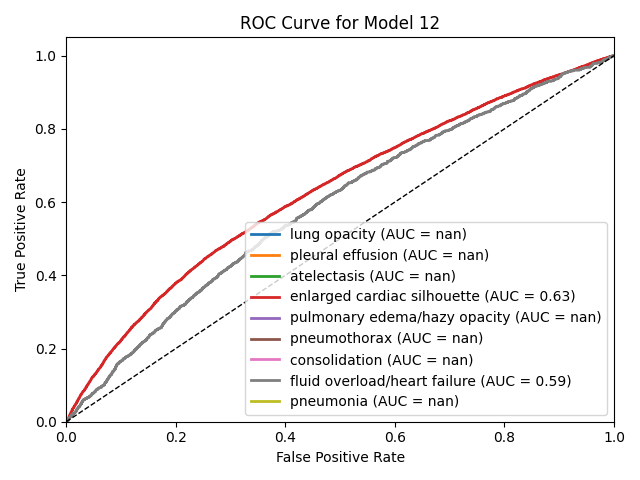 ROC Curve for Model 12
True Positive Rate
1.0
0.8
0.6
0.4
0.2
0.0
lung opacity (AUC = nan)
pleural effusion (AUC = nan)
atelectasis (AUC = nan)
enlarged cardiac silhouette (AUC = 0.63)
pulmonary edema/hazy opacity (AUC = nan)
pneumothorax (AUC = nan)
consolidation (AUC = nan)
fluid overload/heart failure (AUC = 0.59)
pneumonia (AUC = nan)
0.0 0.2 0.4 0.6 0.8 1.0
False Positive Rate